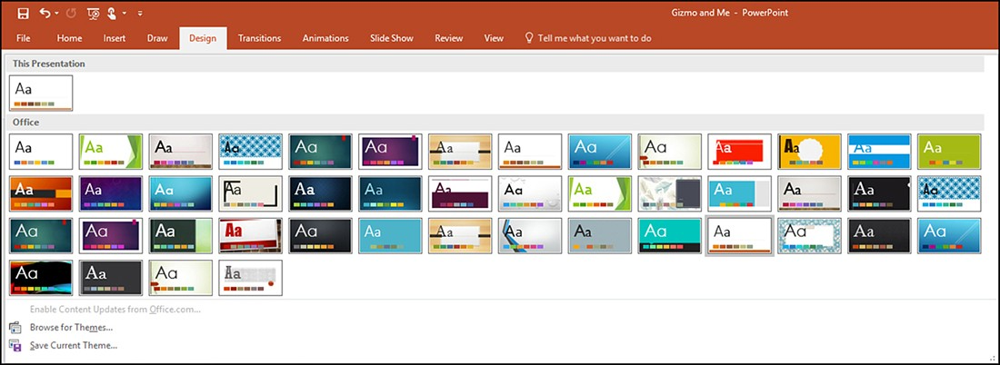 Gizmo and Me - PowerPoint
File Home Insert Draw Design Transitions Animations Slide Show Review View Tell me what you want to do
This Presentation
Aa
Office
Aa Aa Aa Aa Aa Aa Aa Aa Aa Aa Aa Aa Aa Aa
Aa Aa Aa Aa Aa Aa Aa Aa Aa Aa Aa Aa Aa Aa
Aa Aa Aa Aa Aa Aa Aa Aa Aa Aa Aa Aa Aa Aa
Aa Aa Aa Aa
Enable Content Updates from Office.com...
Browse for Themes...
Save Current Theme...